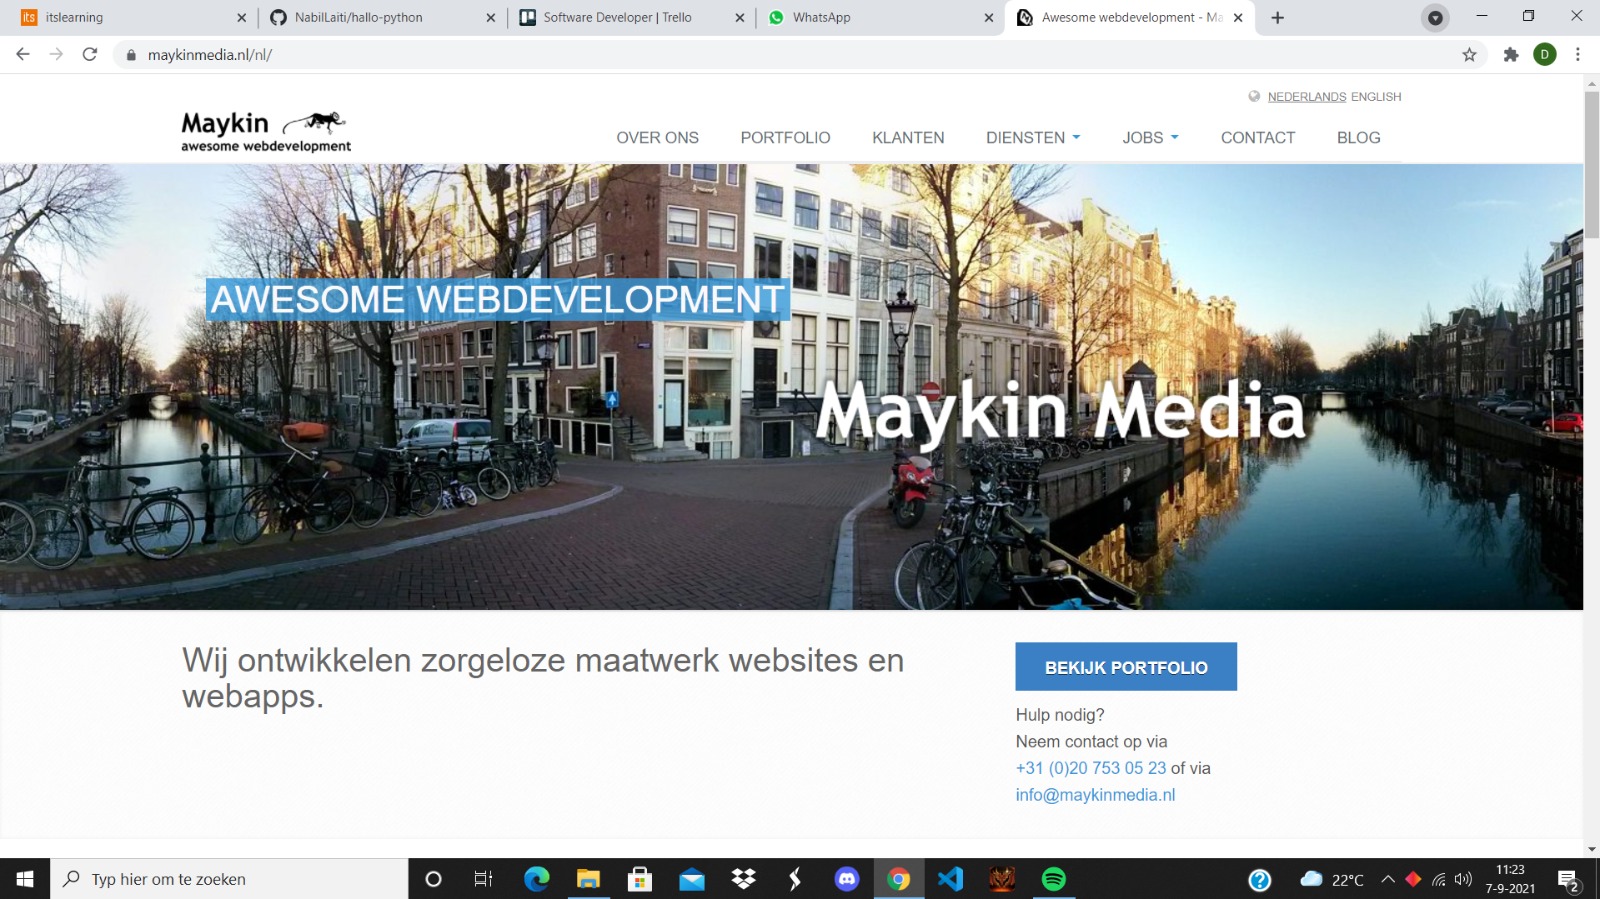 itslearning
NabilLaiti/hallo-python
Software Developer | Trello
WhatsApp
Awesome webdevelopment - Ma
maykinmedia.nl/nl/
D
NEDERLANDS ENGLISH
Maykin
awesome webdevelopment
OVER ONS PORTFOLIO KLANTEN DIENSTEN JOBS CONTACT BLOG
AWESOME WEBDEVELOPMENT
Maykin Media
Wij ontwikkelen zorgeloze maatwerk websites en
webapps.
BEKIJK PORTFOLIO
Hulp nodig?
Neem contact op via
+31 (0)20 753 05 23 of via
info@maykinmedia.nl
Typ hier om te zoeken
22°C
11:23
7-9-2021
2